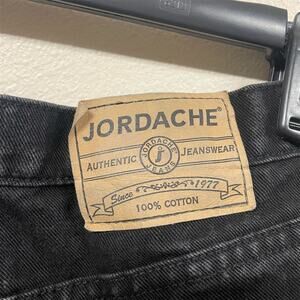 JORDACHE®
AUTHENTIC JEANSWEAR
JORDACHE
JEANS
Since 1977
100% COTTON